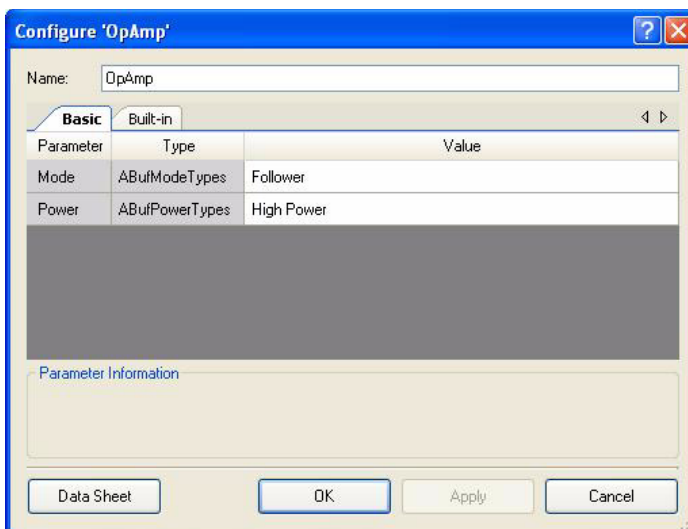 Configure 'OpAmp'
Name: OpAmp
Basic Built-in
Parameter Type Value
Mode ABufModeTypes Follower
Power ABufPowerTypes High Power
Parameter Information
Data Sheet OK Apply Cancel